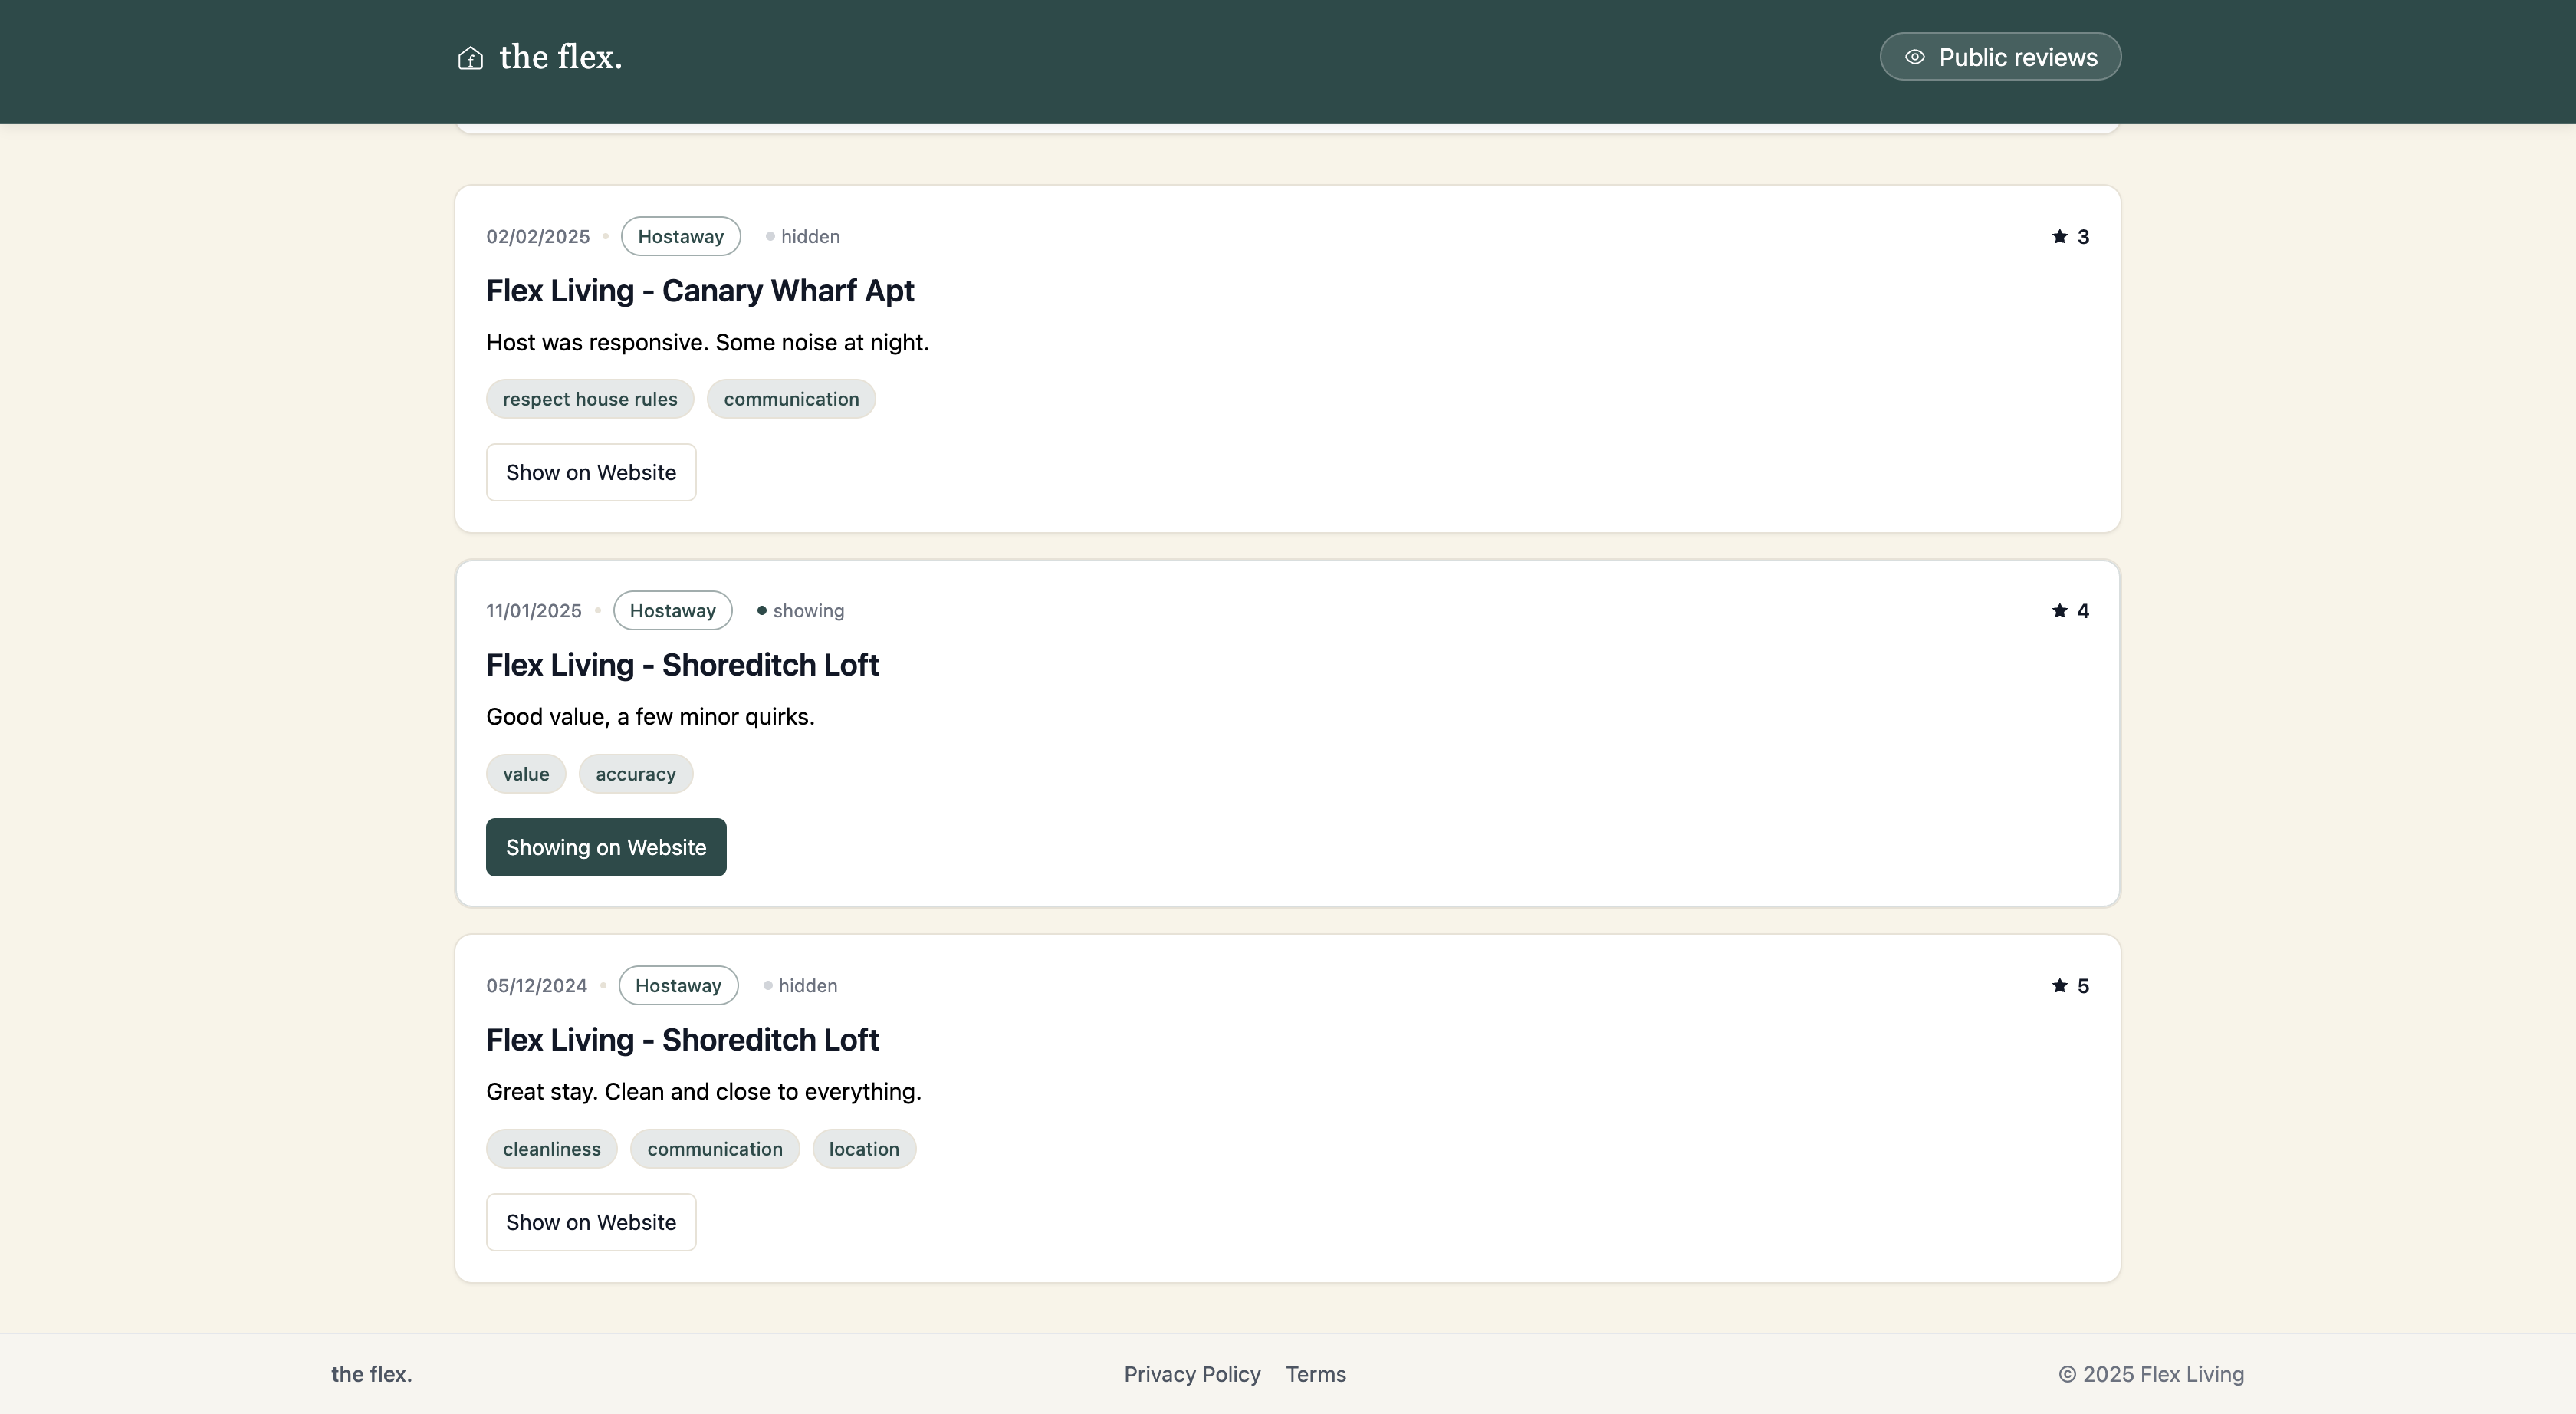 the flex.
Public reviews
02/02/2025 • Hostaway • hidden
★ 3
Flex Living - Canary Wharf Apt
Host was responsive. Some noise at night.
respect house rules communication
Show on Website
11/01/2025 • Hostaway • showing
★ 4
Flex Living - Shoreditch Loft
Good value, a few minor quirks.
value accuracy
Showing on Website
05/12/2024 • Hostaway • hidden
★ 5
Flex Living - Shoreditch Loft
Great stay. Clean and close to everything.
cleanliness communication location
Show on Website
the flex.
Privacy Policy Terms
© 2025 Flex Living